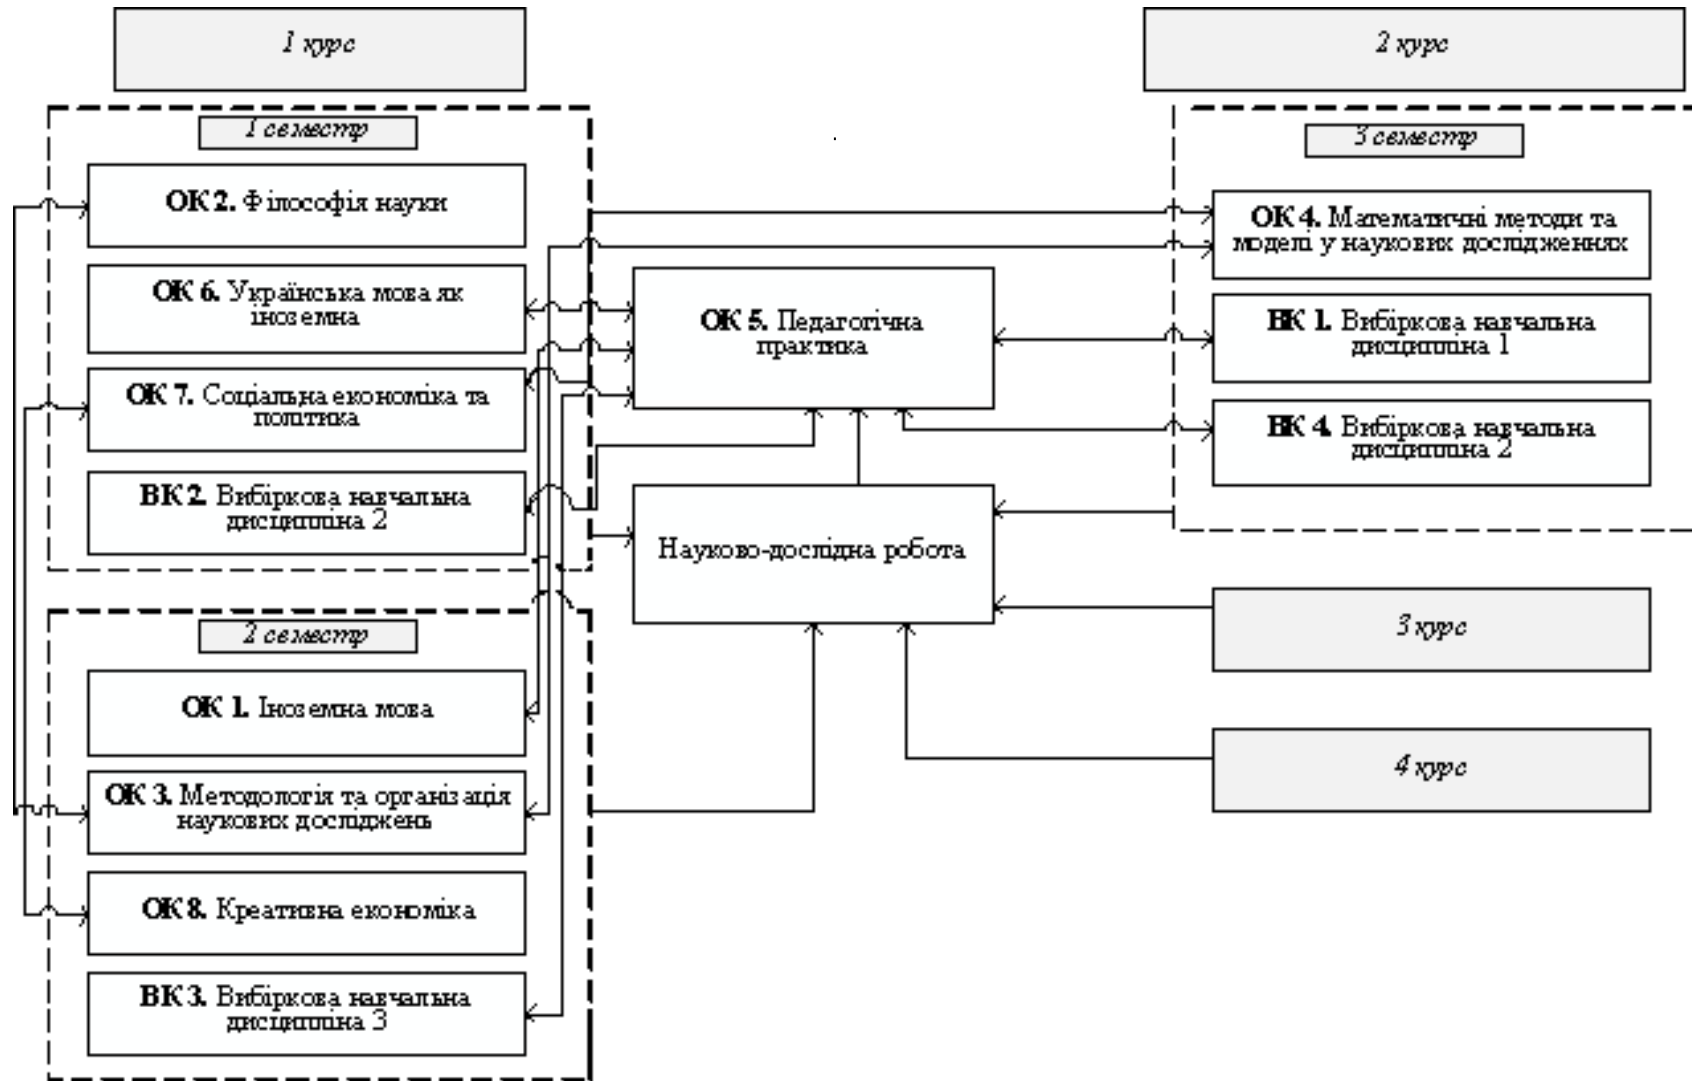 1 курс
1 семестр
ОК 2. Філософія науки
ОК 6. Українська мова як
іноземна
ОК 7. Соціальна економіка та
політика
ВК 2. Вибіркова навчальна
дисципліна 2
2 семестр
ОК 1. Іноземна мова
ОК 3. Методологія та організація
наукових досліджень
ОК 8. Креативна економіка
ВК 3. Вибіркова навчальна
дисципліна 3
ОК 5. Педагогічна
практика
Науково-дослідна робота
2 курс
3 семестр
ОК 4. Математичні методи та
моделі у наукових дослідженнях
ВК 1. Вибіркова навчальна
дисципліна 1
ВК 4. Вибіркова навчальна
дисципліна 2
3 курс
4 курс